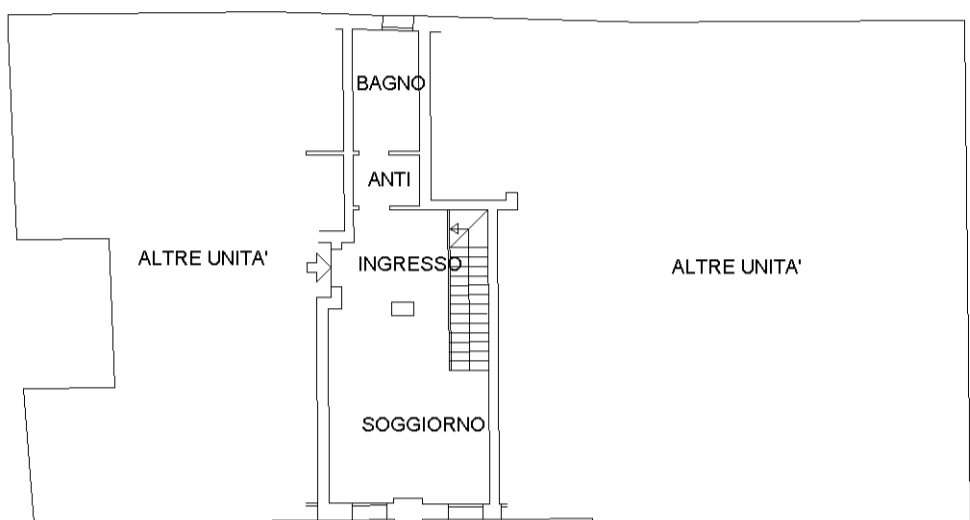 BAGNO
ANTI
ALTRE UNITA'
INGRESSO
ALTRE UNITA'
SOGGIORNO